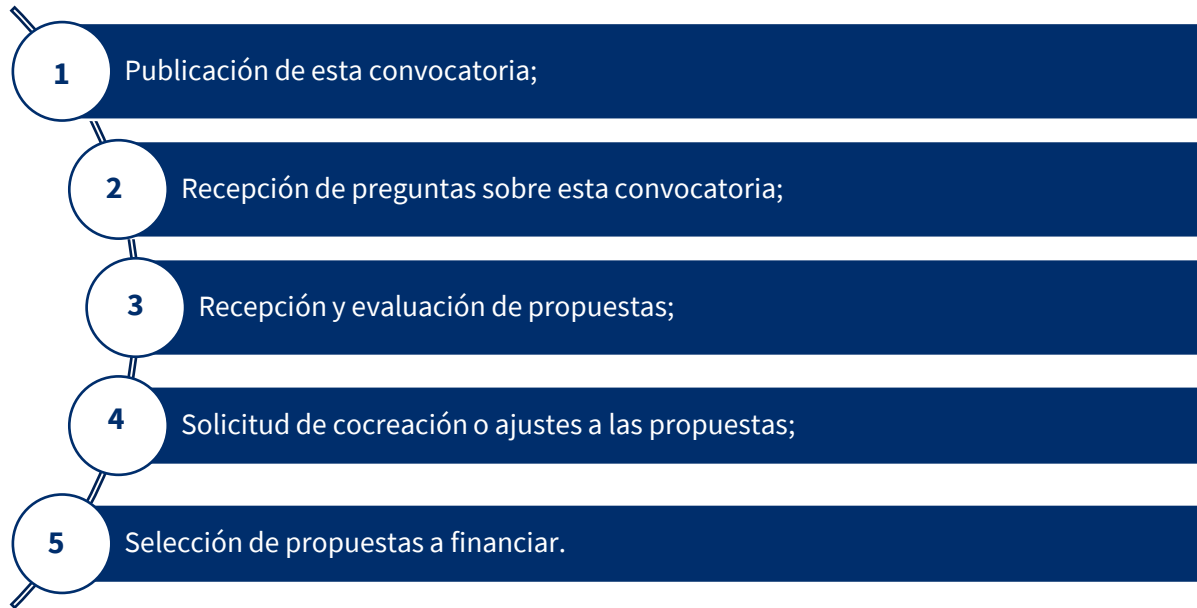 1 Publicación de esta convocatoria;
2 Recepción de preguntas sobre esta convocatoria;
3 Recepción y evaluación de propuestas;
4 Solicitud de cocreación o ajustes a las propuestas;
5 Selección de propuestas a financiar.